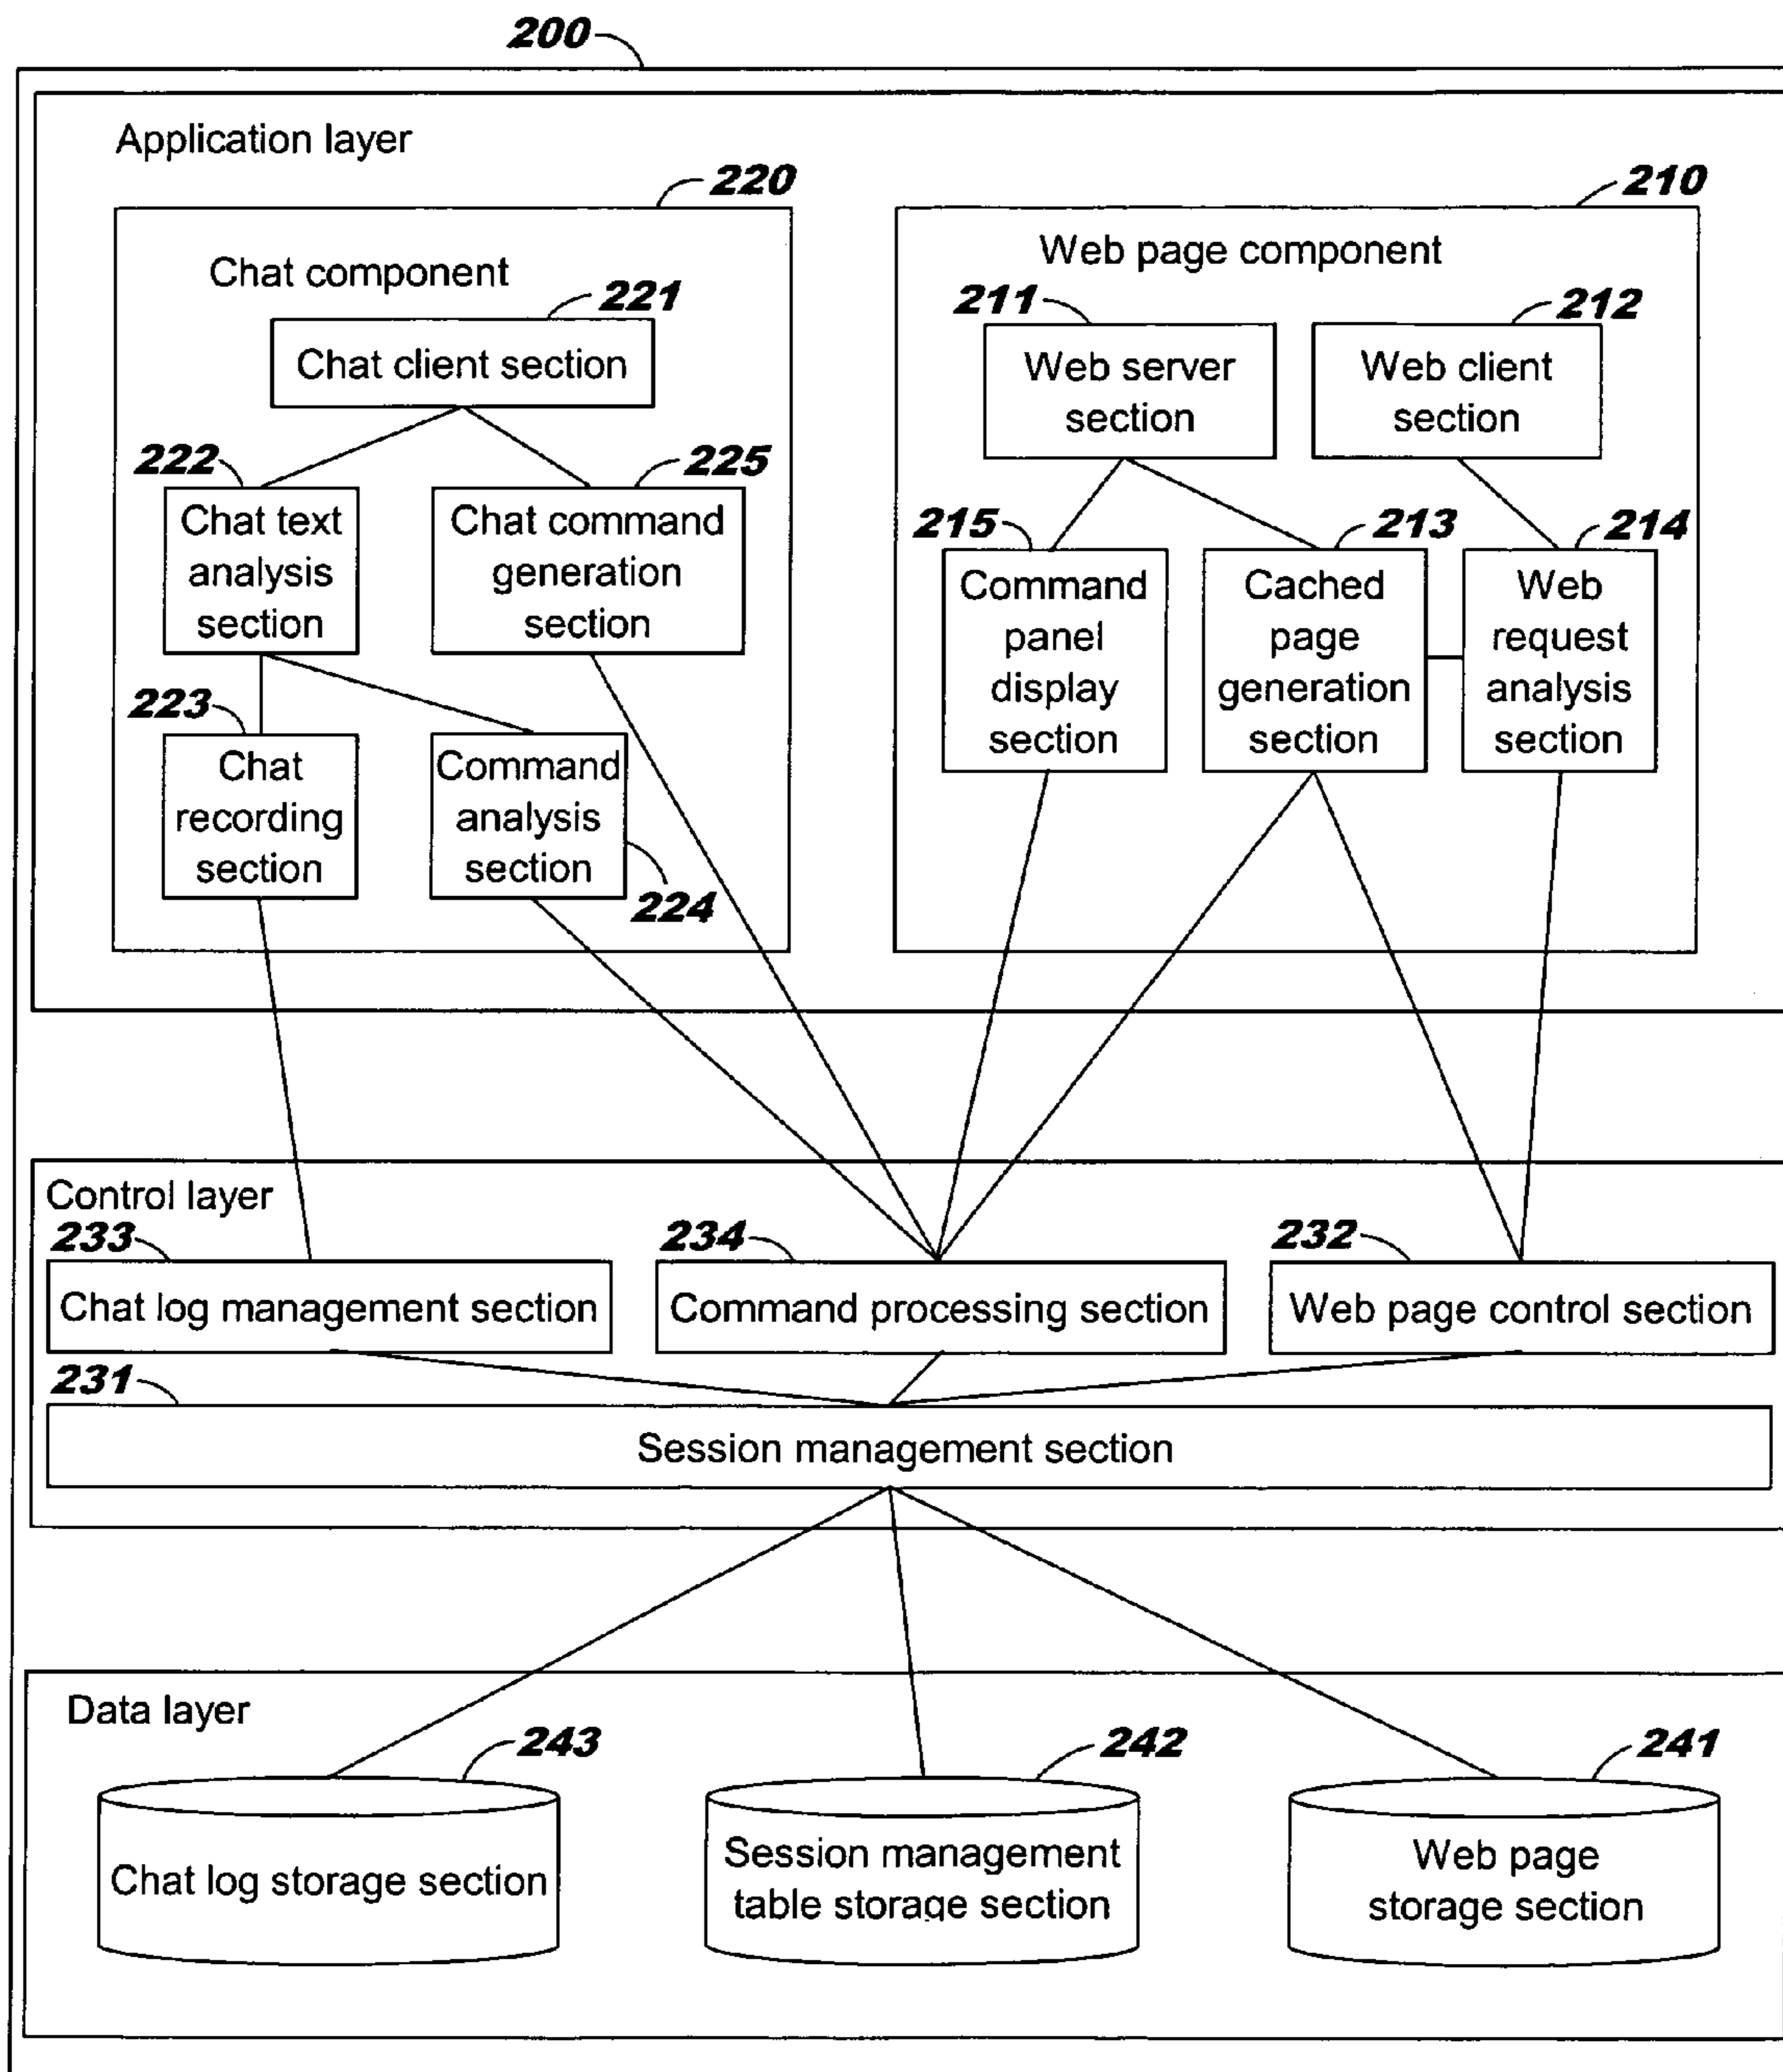 200
Application layer
220
210
Chat component
Web page component
221
211
212
Chat client section
Web server
section
Web client
section
222
225
Chat text
analysis
section
Chat command
generation
section
215
213
214
Command
panel
display
section
Cached
page
generation
section
Web
request
analysis
section
223
Chat
recording
section
Command
analysis
section
224
Control layer
233
234
232
Chat log management section
Command processing section
Web page control section
231
Session management section
Data layer
243
242
241
Chat log storage section
Session management
table storage section
Web page
storage section